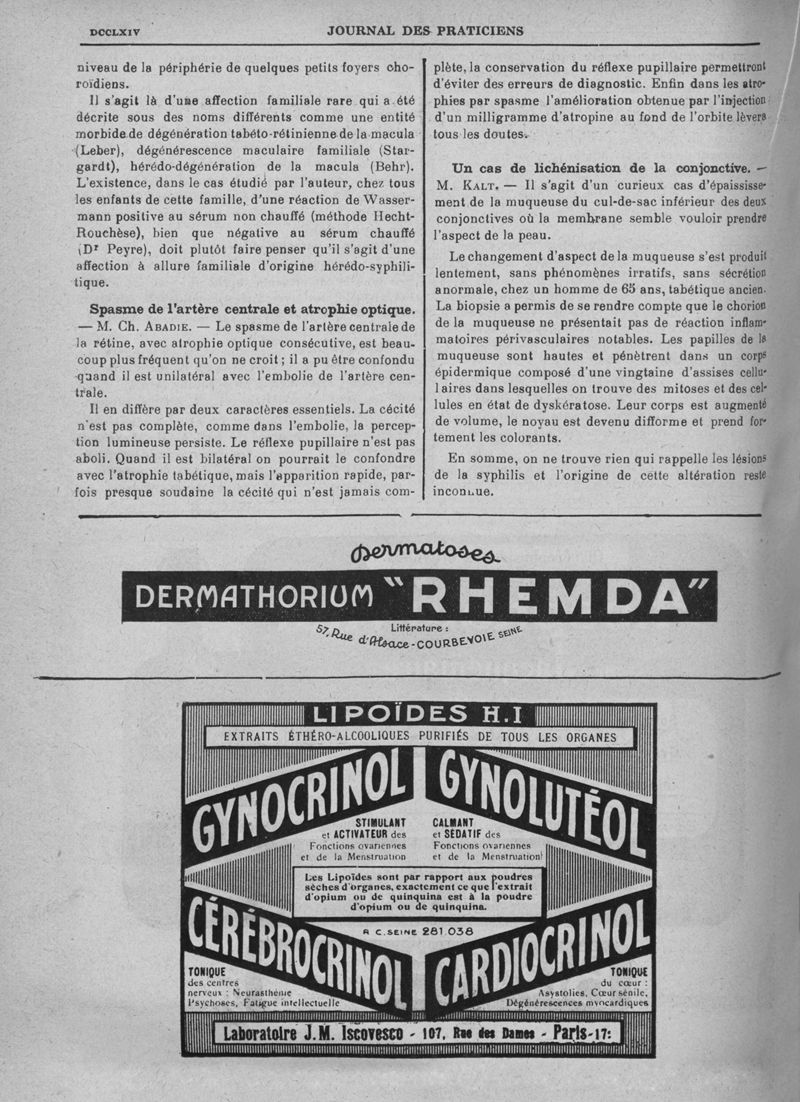 DCCLXIV
JOURNAL DES PRATICIENS
niveau de la périphérie de quelques petits foyers cho-
roïdiens.
Il s'agit là d'une affection familiale rare qui a été
décrite sous des noms différents comme une entité
morbide de dégénération tabéto-rétinienne de la macula
(Leber), dégénérescence maculaire familiale (Star-
gardt), hérédo-dégénération de la macula (Behr).
L'existence, dans le cas étudié par l'auteur, chez tous
les enfants de cette famille, d'une réaction de Wasser-
mann positive au sérum non chauffé (méthode Hecht-
Rouchèse), bien que négative au sérum chauffé
(Dr Peyre), doit plutôt faire penser qu'il s'agit d'une
affection à allure familiale d'origine hérédo-syphili-
tique.
Spasme de l'artère centrale et atrophie optique.
— M. Ch. ABADIE. — Le spasme de l'artère centrale de
la rétine, avec atrophie optique consécutive, est beau-
coup plus fréquent qu'on ne croit ; il a pu être confondu
quand il est unilatéral avec l'embolie de l'artère cen-
trale.
Il en diffère par deux caractères essentiels. La cécité
n'est pas complète, comme dans l'embolie, la percep-
tion lumineuse persiste. Le réflexe pupillaire n'est pas
aboli. Quand il est bilatéral on pourrait le confondre
avec l'atrophie tabétique, mais l'apparition rapide, par-
fois presque soudaine la cécité qui n'est jamais com-
plète, la conservation du réflexe pupillaire permettront
d'éviter des erreurs de diagnostic. Enfin dans les atro-
phies par spasme l'amélioration obtenue par l'injection
d'un milligramme d'atropine au fond de l'orbite lèvera
tous les doutes.
Un cas de lichénisation de la conjonctive. —
M. KALT. — Il s'agit d'un curieux cas d'épaississe-
ment de la muqueuse du cul-de-sac inférieur des deux
conjonctives où la membrane semble vouloir prendre
l'aspect de la peau.
Le changement d'aspect de la muqueuse s'est produit
lentement, sans phénomènes irratifs, sans sécrétion
anormale, chez un homme de 65 ans, tabétique ancien.
La biopsie a permis de se rendre compte que le chorion
de la muqueuse ne présentait pas de réaction inflam-
matoires périvasculaires notables. Les papilles de la
muqueuse sont hautes et pénètrent dans un corps
épidermique composé d'une vingtaine d'assises cellu-
laires dans lesquelles on trouve des mitoses et des cel-
lules en état de dyskératose. Leur corps est augmenté
de volume, le noyau est devenu difforme et prend for-
tement les colorants.
En somme, on ne trouve rien qui rappelle les lésions
de la syphilis et l'origine de cette altération reste
inconnue.
Dermatoses
DERMATHORIUM "RHEMDA"
Littérature :
57, Rue d'Alsace - COURBEVOIE SEINE
LIPOÏDES H.I
EXTRAITS ÉTHÉRO-ALCOOLIQUES PURIFIÉS DE TOUS LES ORGANES
GYNOCRINOL
STIMULANT
et ACTIVATEUR des
Fonctions ovariennes
et de la Menstruation
GYNOLUTÉOL
CALMANT
et SÉDATIF des
Fonctions ovariennes
et de la Menstruation
Les Lipoïdes sont par rapport aux poudres
sèches d'organes, exactement ce que l'extrait
d'opium ou de quinquina est à la poudre
d'opium ou de quinquina.
R C. SEINE 281.038
CÉRÉBROCRINOL
TONIQUE
des centres
nerveux : Neurasthénie
Psychoses, Fatigue intellectuelle
CARDIOCRINOL
TONIQUE
du cœur :
Asystolies, Cœur sénile,
Dégénérescences myocardiques
Laboratoire J.M. Iscovesco - 107, Rue des Dames - Paris-17: